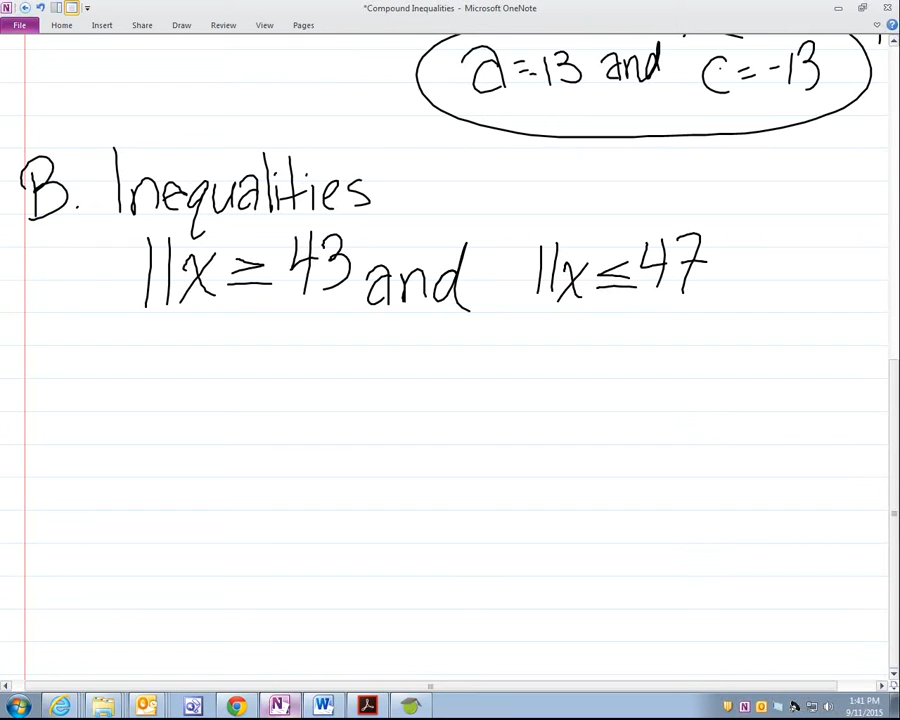 *Compound Inequalities - Microsoft OneNote
File Home Insert Share Draw Review View Pages
a=-13 and c=-13
B. Inequalities
11x ≥ 43 and 11x ≤ 47
1:41 PM
9/11/2015